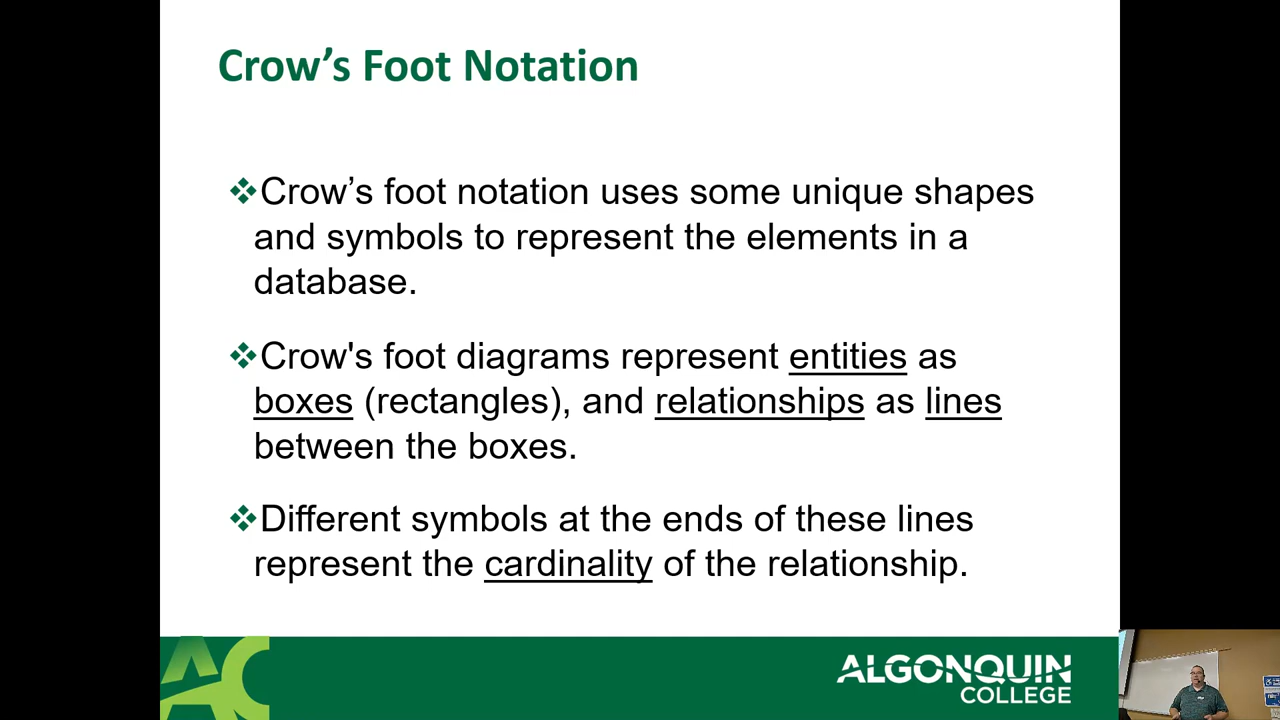 Crow’s Foot Notation
❖Crow’s foot notation uses some unique shapes
and symbols to represent the elements in a
database.
❖Crow's foot diagrams represent entities as
boxes (rectangles), and relationships as lines
between the boxes.
❖Different symbols at the ends of these lines
represent the cardinality of the relationship.
AC
ALGONQUIN
COLLEGE